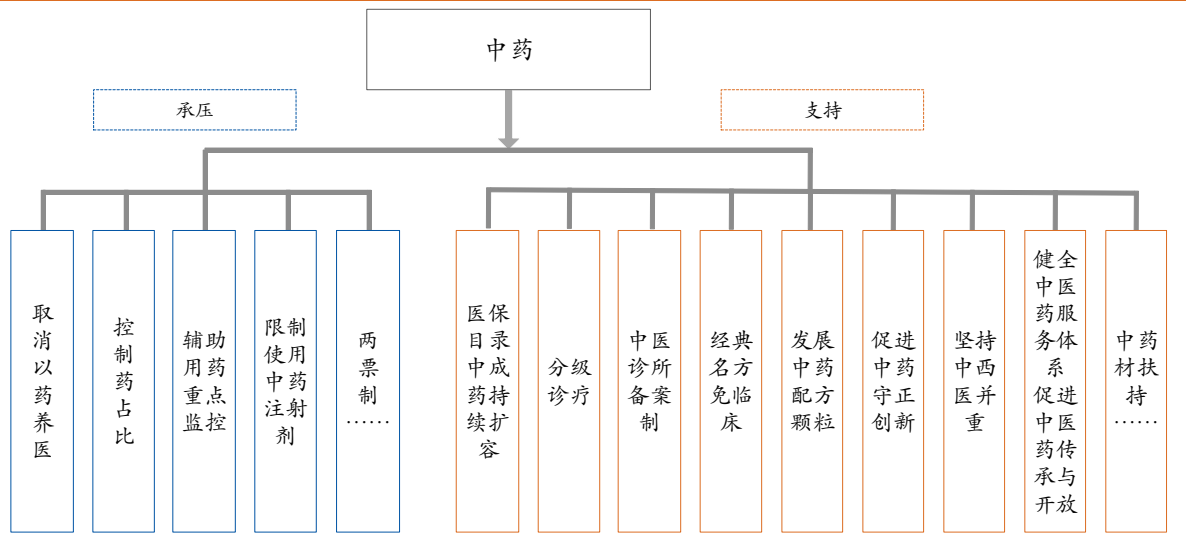 中药
承压
支持
取
消
以
药
养
医
控
制
药
占
比
辅助
用药
重点
监控
限制
使用
中药
注射
剂
两
票
制
……
医保
目录
中成
药持
续扩
容
分级
诊疗
中医
诊所
备案
制
经典
名方
免临
床
发展
中药
配方
颗粒
促进
中药
守正
创新
坚持
中西
医并
重
健全
中医
药服
务体
系
促进
中医
药传
承与
开放
中药
材扶
持
……